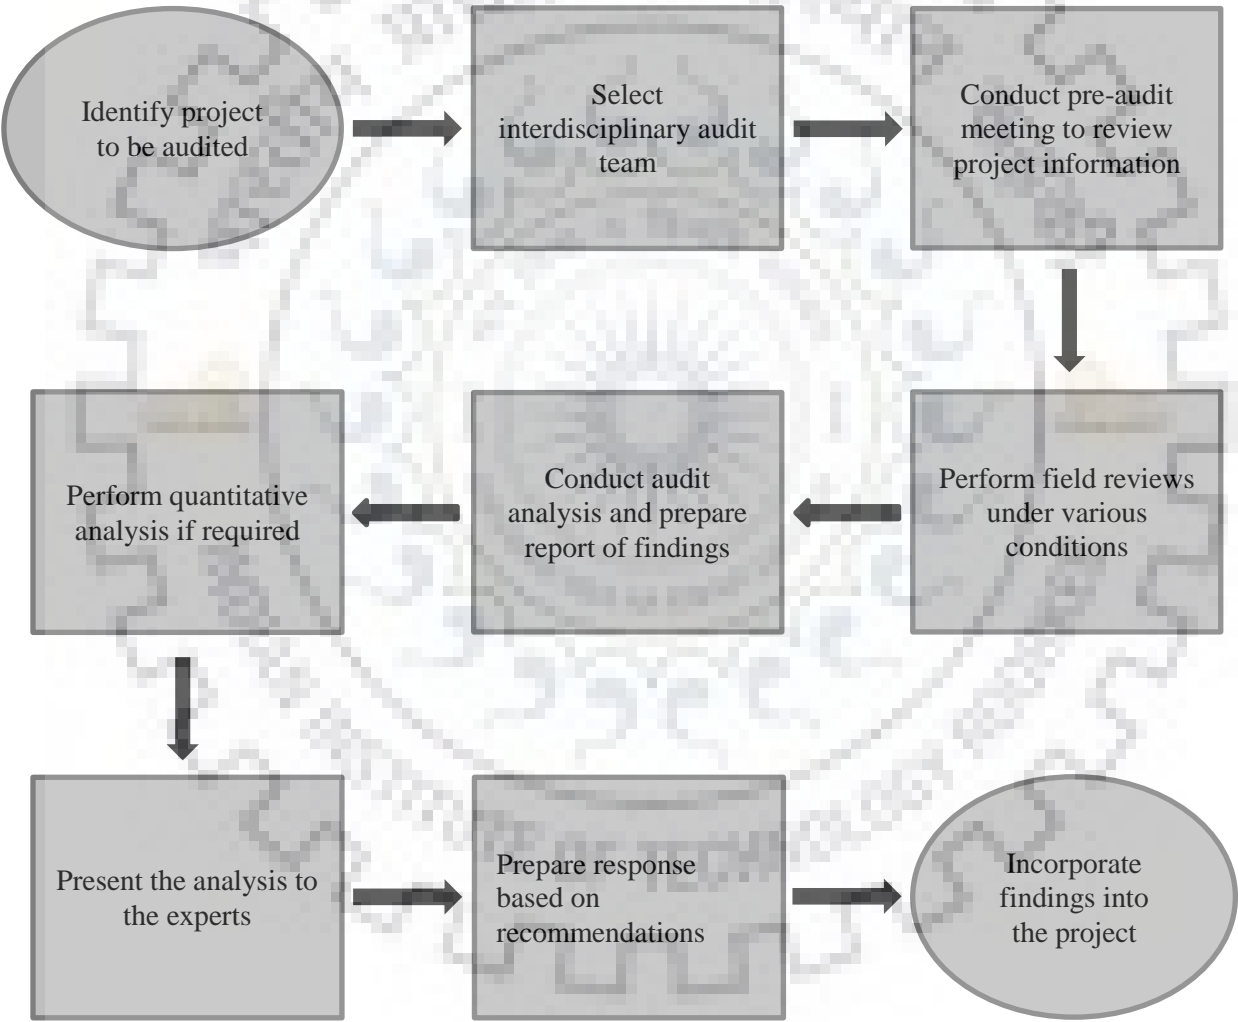 Identify project
to be audited
Select
interdisciplinary audit
team
Conduct pre-audit
meeting to review
project information
Perform field reviews
under various
conditions
Conduct audit
analysis and prepare
report of findings
Perform quantitative
analysis if required
Present the analysis to
the experts
Prepare response
based on
recommendations
Incorporate
findings into
the project